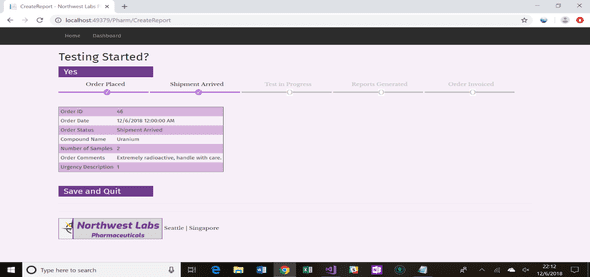 CreateReport - Northwest Labs P
localhost:49379/Pharm/CreateReport
Home Dashboard
Testing Started?
Yes
Order Placed Shipment Arrived Test in Progress Reports Generated Order Invoiced
Order ID 46
Order Date 12/6/2018 12:00:00 AM
Order Status Shipment Arrived
Compound Name Uranium
Number of Samples 2
Order Comments Extremely radioactive, handle with care.
Urgency Description 1
Save and Quit
Northwest Labs
Pharmaceuticals
Seattle | Singapore
Type here to search
22:12
12/6/2018